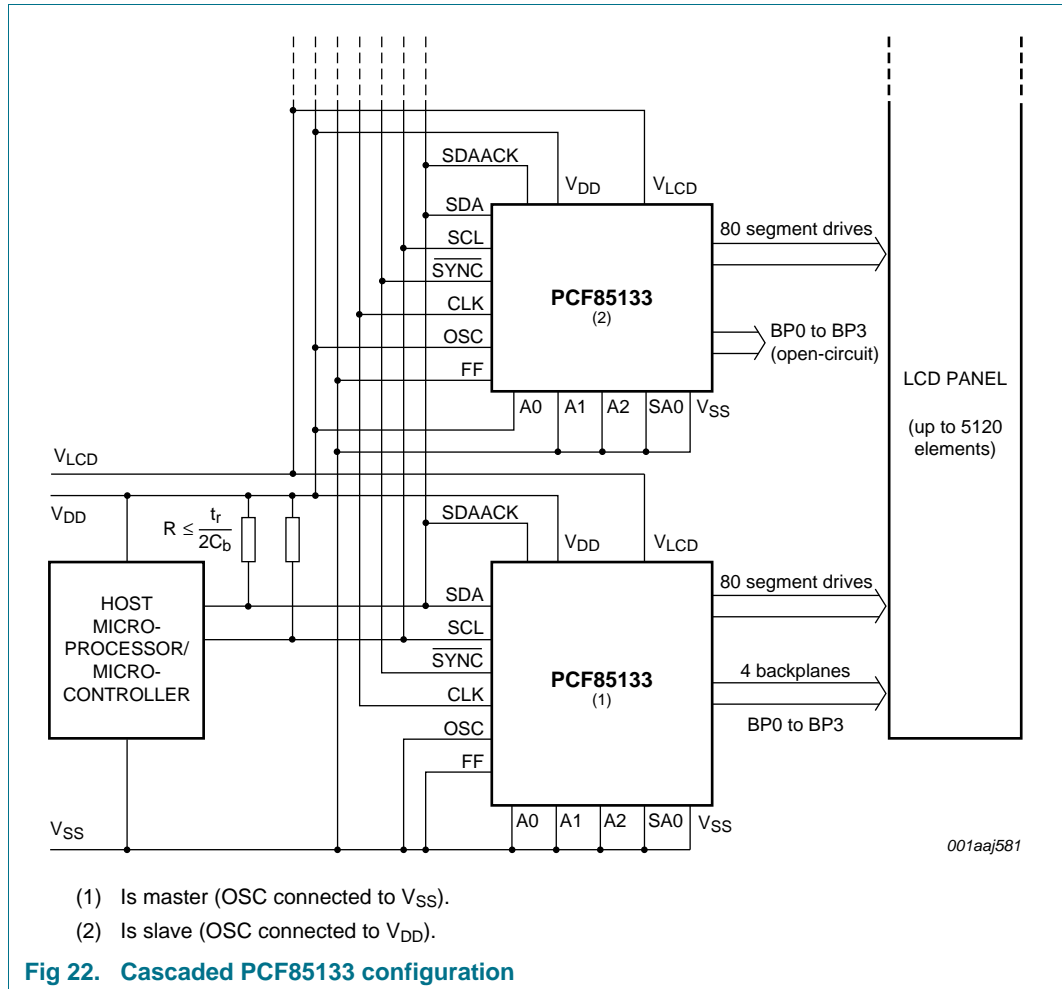 SDAACK
VDD
VLCD
SDA
SCL
SYNC
CLK
OSC
FF
PCF85133
(2)
80 segment drives
BP0 to BP3
(open-circuit)
A0 A1 A2 SA0 VSS
LCD PANEL
(up to 5120
elements)
VLCD
VDD
R ≤ tr
2Cb
HOST
MICRO-
PROCESSOR/
MICRO-
CONTROLLER
VSS
SDAACK
VDD
VLCD
SDA
SCL
SYNC
CLK
OSC
FF
PCF85133
(1)
80 segment drives
4 backplanes
BP0 to BP3
A0 A1 A2 SA0 VSS
001aaj581
(1) Is master (OSC connected to VSS).
(2) Is slave (OSC connected to VDD).
Fig 22. Cascaded PCF85133 configuration